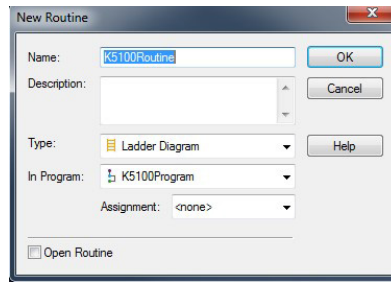 New Routine
Name: K5100Routine OK
Description: Cancel
Type: Ladder Diagram Help
In Program: K5100Program
Assignment: <none>
Open Routine